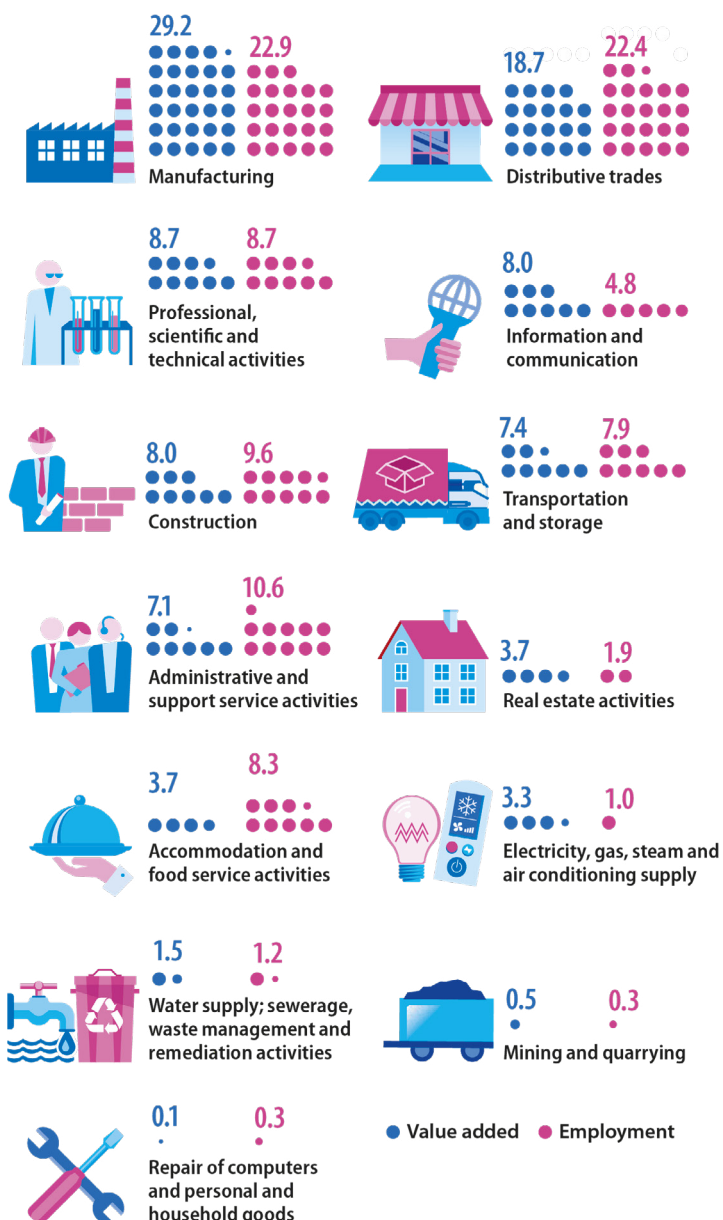 29.2
22.9
Manufacturing
18.7
22.4
Distributive trades
8.7
8.7
Professional,
scientific and
technical activities
8.0
4.8
Information and
communication
8.0
9.6
Construction
7.4
7.9
Transportation
and storage
7.1
10.6
Administrative and
support service activities
3.7
1.9
Real estate activities
3.7
8.3
Accommodation and
food service activities
3.3
1.0
Electricity, gas, steam and
air conditioning supply
1.5
1.2
Water supply; sewerage,
waste management and
remediation activities
0.5
0.3
Mining and quarrying
0.1
0.3
Repair of computers
and personal and
household goods
Value added
Employment